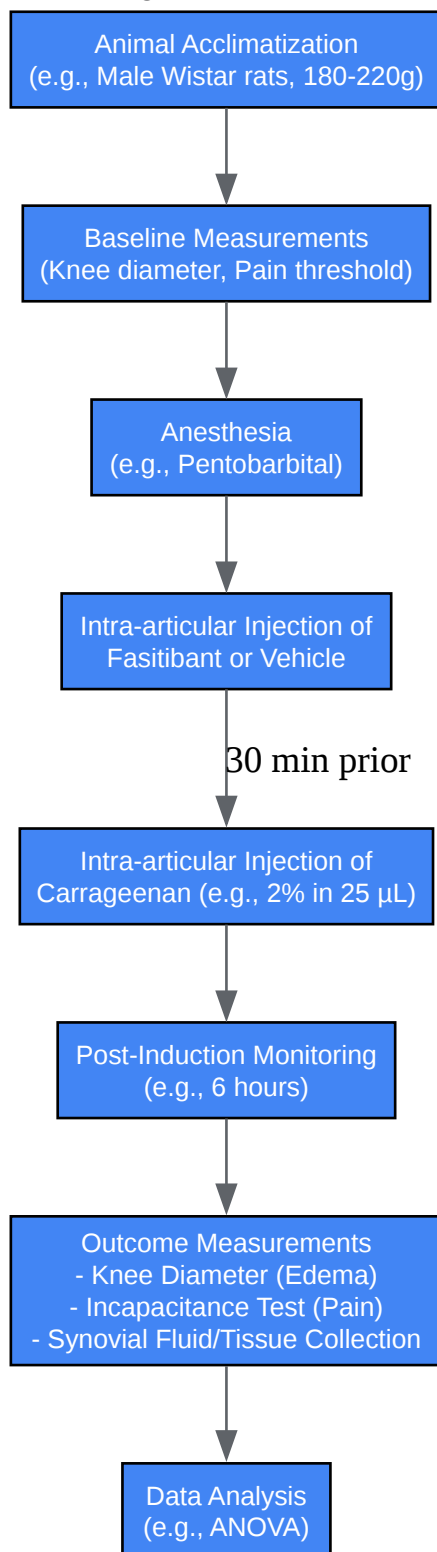 Animal Acclimatization
(e.g., Male Wistar rats, 180-220g)
Baseline Measurements
(Knee diameter, Pain threshold)
Anesthesia
(e.g., Pentobarbital)
Intra-articular Injection of
Fasitibant or Vehicle
30 min prior
Intra-articular Injection of
Carrageenan (e.g., 2% in 25 µL)
Post-Induction Monitoring
(e.g., 6 hours)
Outcome Measurements
- Knee Diameter (Edema)
- Incapacitance Test (Pain)
- Synovial Fluid/Tissue Collection
Data Analysis
(e.g., ANOVA)